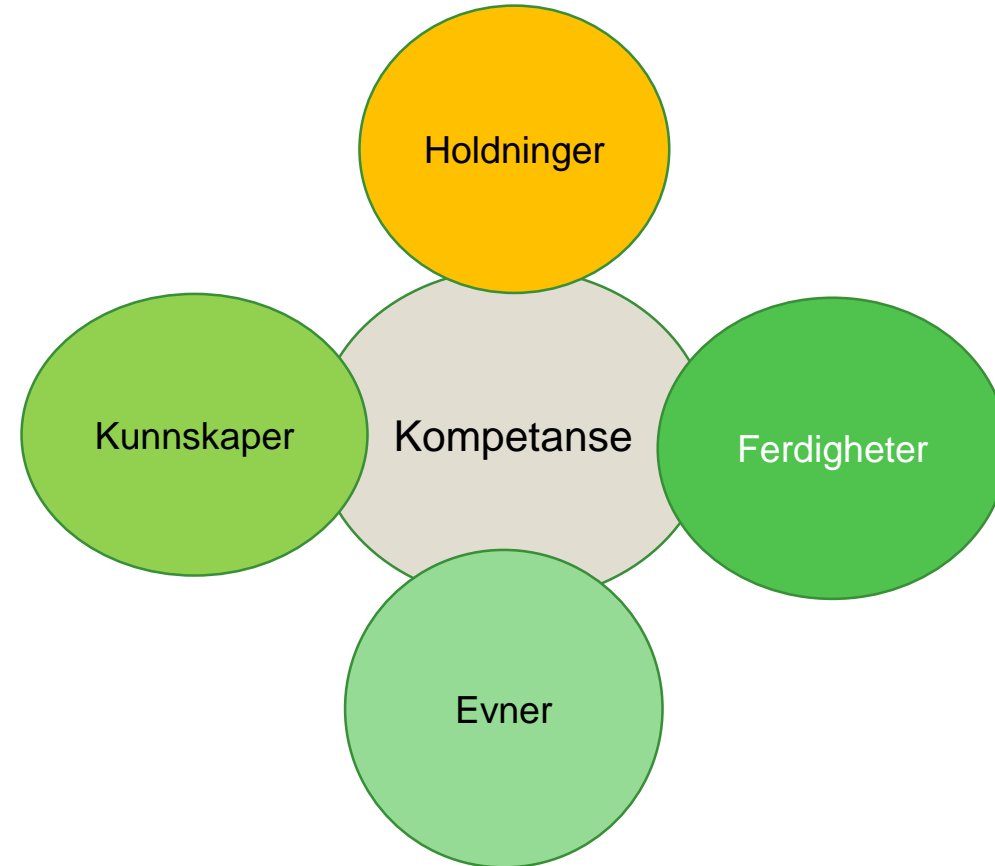 Holdninger
Kunnskaper
Kompetanse
Ferdigheter
Evner